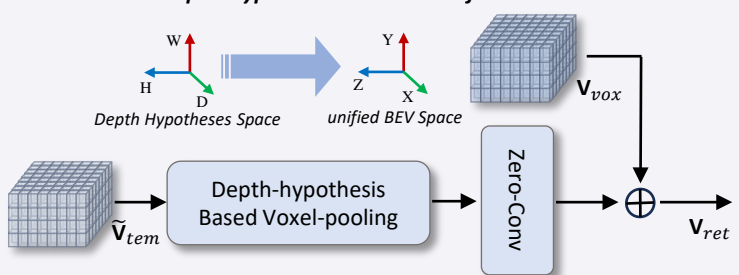 W
H
D
Depth Hypotheses Space
Y
Z
X
unified BEV Space
V_vox
Ṽ_tem
Depth-hypothesis
Based Voxel-pooling
Zero-Conv
V_ret